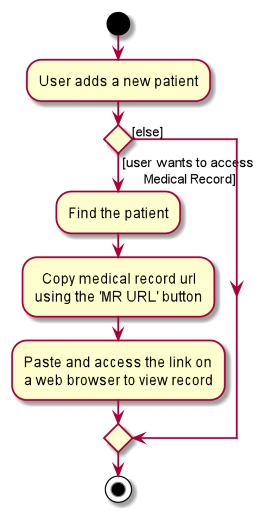 User adds a new patient
[else]
[user wants to access
Medical Record]
Find the patient
Copy medical record url
using the 'MR URL' button
Paste and access the link on
a web browser to view record